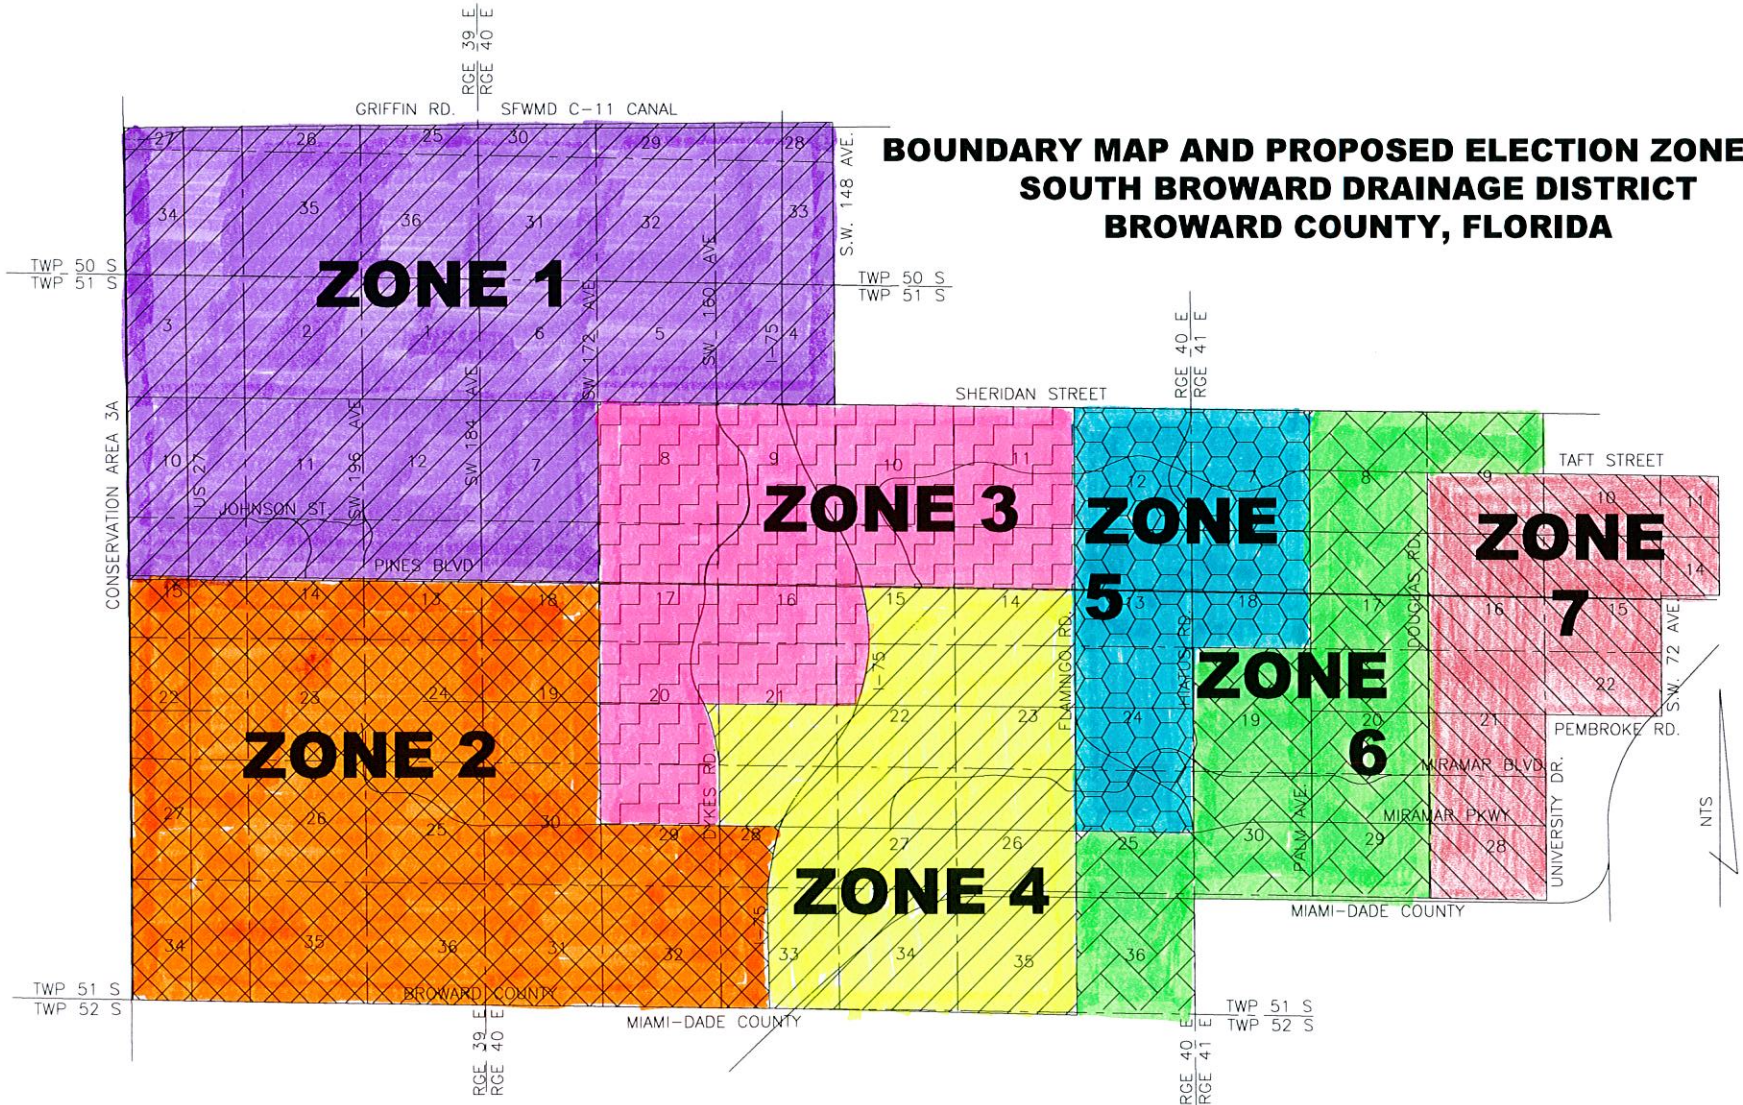 RGE 39 E
RGE 40 E
GRIFFIN RD. SFWMD C-11 CANAL
BOUNDARY MAP AND PROPOSED ELECTION ZONE
SOUTH BROWARD DRAINAGE DISTRICT
BROWARD COUNTY, FLORIDA
27 26 25 30 29 28
S.W. 148 AVE.
34 35 36 31 32 33
TWP 50 S
TWP 51 S
ZONE 1
TWP 50 S
TWP 51 S
SW 172 AVE
SW 160 AVE
I-75
3 2 1 6 5 4
RGE 40 E
RGE 41 E
SHERIDAN STREET
CONSERVATION AREA 3A
US 27
SW 196 AVE
SW 184 AVE
10 11 12 7 8 9 10 11 12 7 8 9 10 11
TAFT STREET
JOHNSON ST.
ZONE 3
ZONE
5
ZONE
7
PINES BLVD
15 14 13 18 17 16 15 14 13 18 17 16 15 14
DOUGLAS RD.
FLAMINGO RD.
HIATUS RD
I-75
S.W. 72 AVE.
22 23 24 19 20 21 22 23 24 19 20 21 22
ZONE
6
PEMBROKE RD.
ZONE 2
DYKES RD.
MIRAMAR BLVD.
PALM AVE.
MIRAMAR PKWY
UNIVERSITY DR.
NTS
27 26 25 30 29 28 27 26 25 30 29 28
ZONE 4
I-75
MIAMI-DADE COUNTY
34 35 36 31 32 33 34 35 36
BROWARD COUNTY
TWP 51 S
TWP 52 S
MIAMI-DADE COUNTY
TWP 51 S
TWP 52 S
RGE 39 E
RGE 40 E
RGE 40 E
RGE 41 E